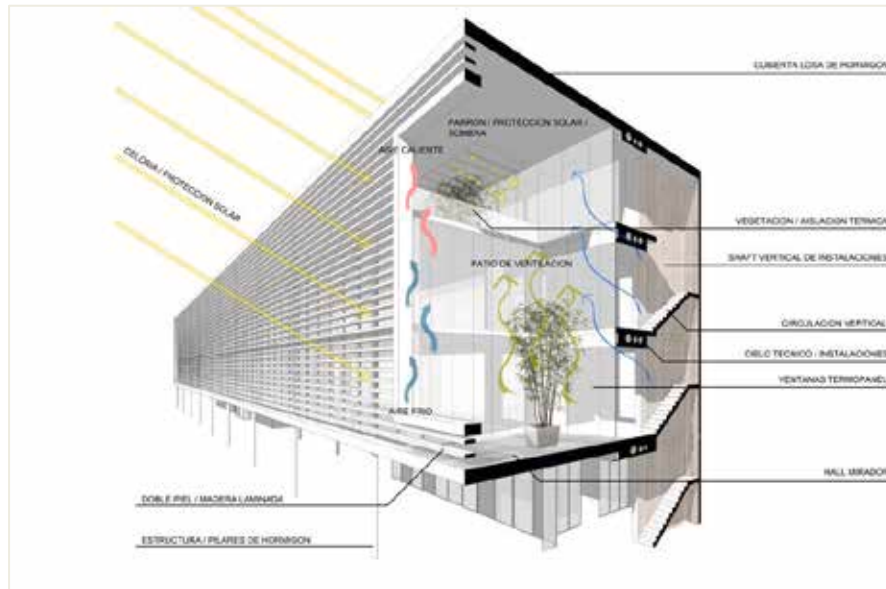 CUBIERTA LOSA DE HORMIGON
PARRON / PROTECCION SOLAR /
SOMBRA
AIRE CALIENTE
CELOSIA / PROTECCION SOLAR
VEGETACION / AISLACION TERMICA
PATIO DE VENTILACION
SHAFT VERTICAL DE INSTALACIONES
CIRCULACION VERTICAL
CIELO TECNICO - INSTALACIONES
VENTANAS TERMOPANEL
AIRE FRIO
HALL MIRADOR
DOBLE PIEL / MADERA LAMINADA
ESTRUCTURA / PILARES DE HORMIGON